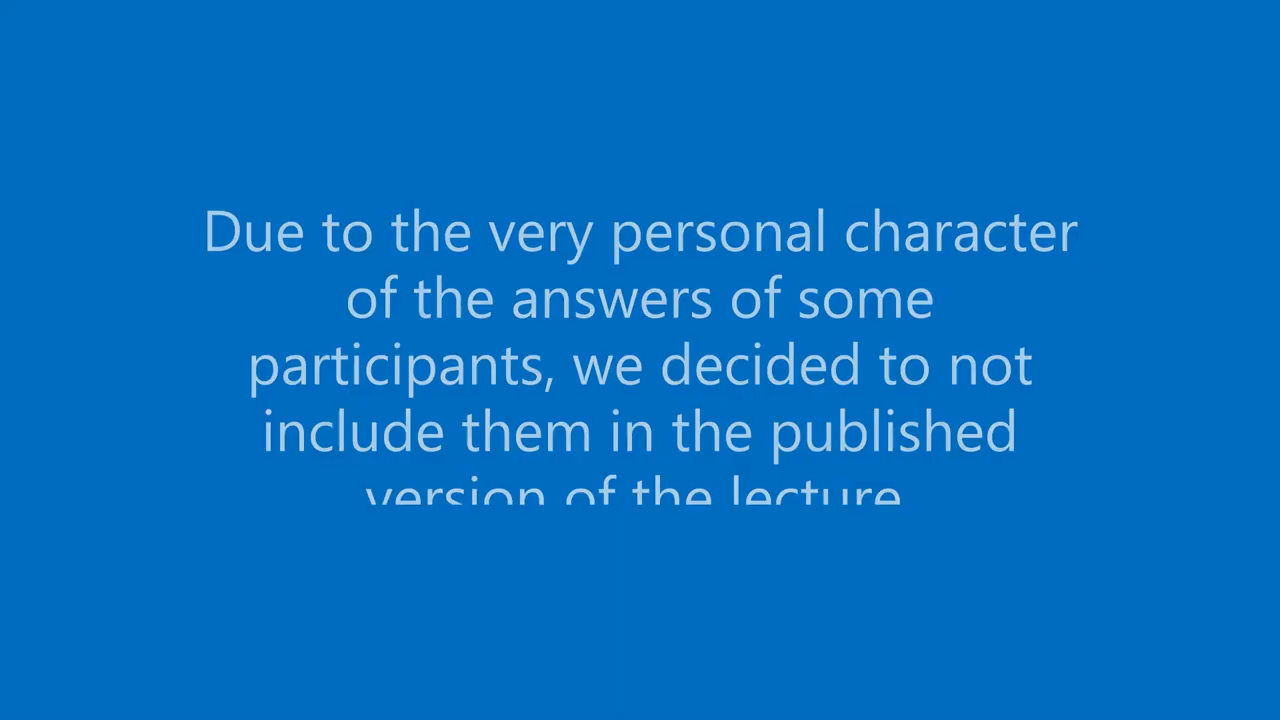 Due to the very personal character
of the answers of some
participants, we decided to not
include them in the published
version of the lecture